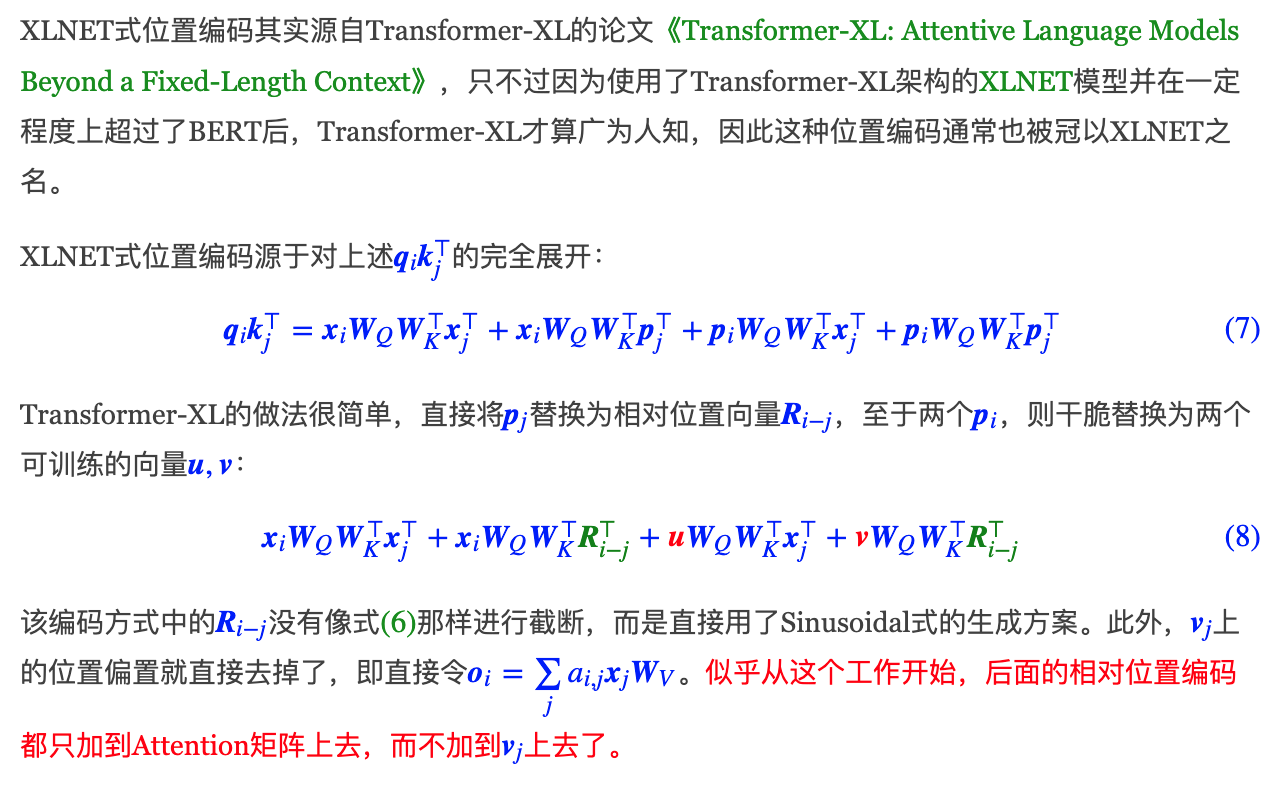 XLNET式位置编码其实源自Transformer-XL的论文《Transformer-XL: Attentive Language Models
Beyond a Fixed-Length Context》，只不过因为使用了Transformer-XL架构的XLNET模型并在一定
程度上超过了BERT后，Transformer-XL才算广为人知，因此这种位置编码通常也被冠以XLNET之
名。
XLNET式位置编码源于对上述$\boldsymbol{q}_i \boldsymbol{k}_j^{\top}$的完全展开：
$\boldsymbol{q}_i \boldsymbol{k}_j^{\top} = \boldsymbol{x}_i \boldsymbol{W}_Q \boldsymbol{W}_K^{\top} \boldsymbol{x}_j^{\top} + \boldsymbol{x}_i \boldsymbol{W}_Q \boldsymbol{W}_K^{\top} \boldsymbol{p}_j^{\top} + \boldsymbol{p}_i \boldsymbol{W}_Q \boldsymbol{W}_K^{\top} \boldsymbol{x}_j^{\top} + \boldsymbol{p}_i \boldsymbol{W}_Q \boldsymbol{W}_K^{\top} \boldsymbol{p}_j^{\top}$ (7)
Transformer-XL的做法很简单，直接将$\boldsymbol{p}_j$替换为相对位置向量$\boldsymbol{R}_{i-j}$，至于两个$\boldsymbol{p}_i$，则干脆替换为两个
可训练的向量$\boldsymbol{u}, \boldsymbol{v}$：
$\boldsymbol{x}_i \boldsymbol{W}_Q \boldsymbol{W}_K^{\top} \boldsymbol{x}_j^{\top} + \boldsymbol{x}_i \boldsymbol{W}_Q \boldsymbol{W}_K^{\top} \boldsymbol{R}_{i-j}^{\top} + \boldsymbol{u} \boldsymbol{W}_Q \boldsymbol{W}_K^{\top} \boldsymbol{x}_j^{\top} + \boldsymbol{v} \boldsymbol{W}_Q \boldsymbol{W}_K^{\top} \boldsymbol{R}_{i-j}^{\top}$ (8)
该编码方式中的$\boldsymbol{R}_{i-j}$没有像式(6)那样进行截断，而是直接用了Sinusoidal式的生成方案。此外，$\boldsymbol{v}_j$上
的位置偏置就直接去掉了，即直接令$\boldsymbol{o}_i = \sum\limits_j a_{i,j} \boldsymbol{x}_j \boldsymbol{W}_V$。似乎从这个工作开始，后面的相对位置编码
都只加到Attention矩阵上去，而不加到$\boldsymbol{v}_j$上去了。